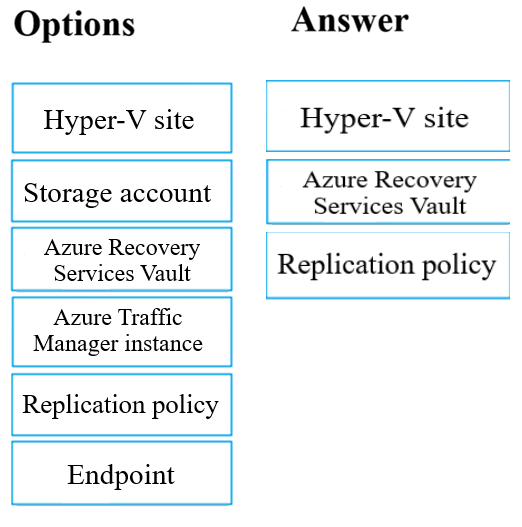 Options
Hyper-V site
Storage account
Azure Recovery
Services Vault
Azure Traffic
Manager instance
Replication policy
Endpoint
Answer
Hyper-V site
Azure Recovery
Services Vault
Replication policy